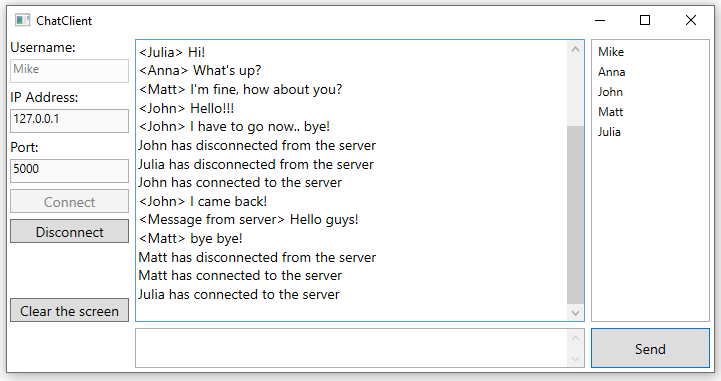 ChatClient
Username:
Mike
IP Address:
127.0.0.1
Port:
5000
Connect
Disconnect
Clear the screen
<Julia> Hi!
<Anna> What's up?
<Matt> I'm fine, how about you?
<John> Hello!!!
<John> I have to go now.. bye!
John has disconnected from the server
Julia has disconnected from the server
John has connected to the server
<John> I came back!
<Message from server> Hello guys!
<Matt> bye bye!
Matt has disconnected from the server
Matt has connected to the server
Julia has connected to the server
Mike
Anna
John
Matt
Julia
Send